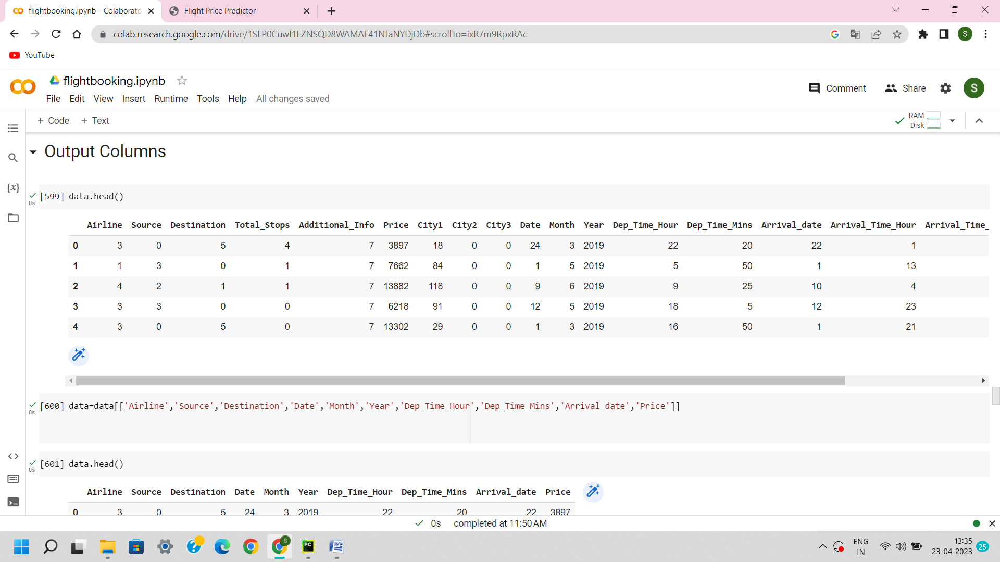 flightbooking.ipynb - Colaborato
Flight Price Predictor
colab.research.google.com/drive/1SLP0CuwI1FZNSQD8WAMAF41NJaNYDjDb#scrollTo=ixR7m9RpxRAc
S
YouTube
flightbooking.ipynb
File Edit View Insert Runtime Tools Help All changes saved
Comment Share S
+ Code + Text
RAM
Disk
Output Columns
{x}
[599] data.head()
0s
Airline Source Destination Total_Stops Additional_Info Price City1 City2 City3 Date Month Year Dep_Time_Hour Dep_Time_Mins Arrival_date Arrival_Time_Hour Arrival_Time_
0 3 0 5 4 7 3897 18 0 0 24 3 2019 22 20 22 1
1 1 3 0 1 7 7662 84 0 0 1 5 2019 5 50 1 13
2 4 2 1 1 7 13882 118 0 0 9 6 2019 9 25 10 4
3 3 3 0 0 7 6218 91 0 0 12 5 2019 18 5 12 23
4 3 0 5 0 7 13302 29 0 0 1 3 2019 16 50 1 21
[600] data=data[['Airline','Source','Destination','Date','Month','Year','Dep_Time_Hour','Dep_Time_Mins','Arrival_date','Price']]
0s
[601] data.head()
0s
Airline Source Destination Date Month Year Dep_Time_Hour Dep_Time_Mins Arrival_date Price
0 3 0 5 24 3 2019 22 20 22 3897
0s completed at 11:50 AM
S
PC
ENG
IN
13:35
23-04-2023
25